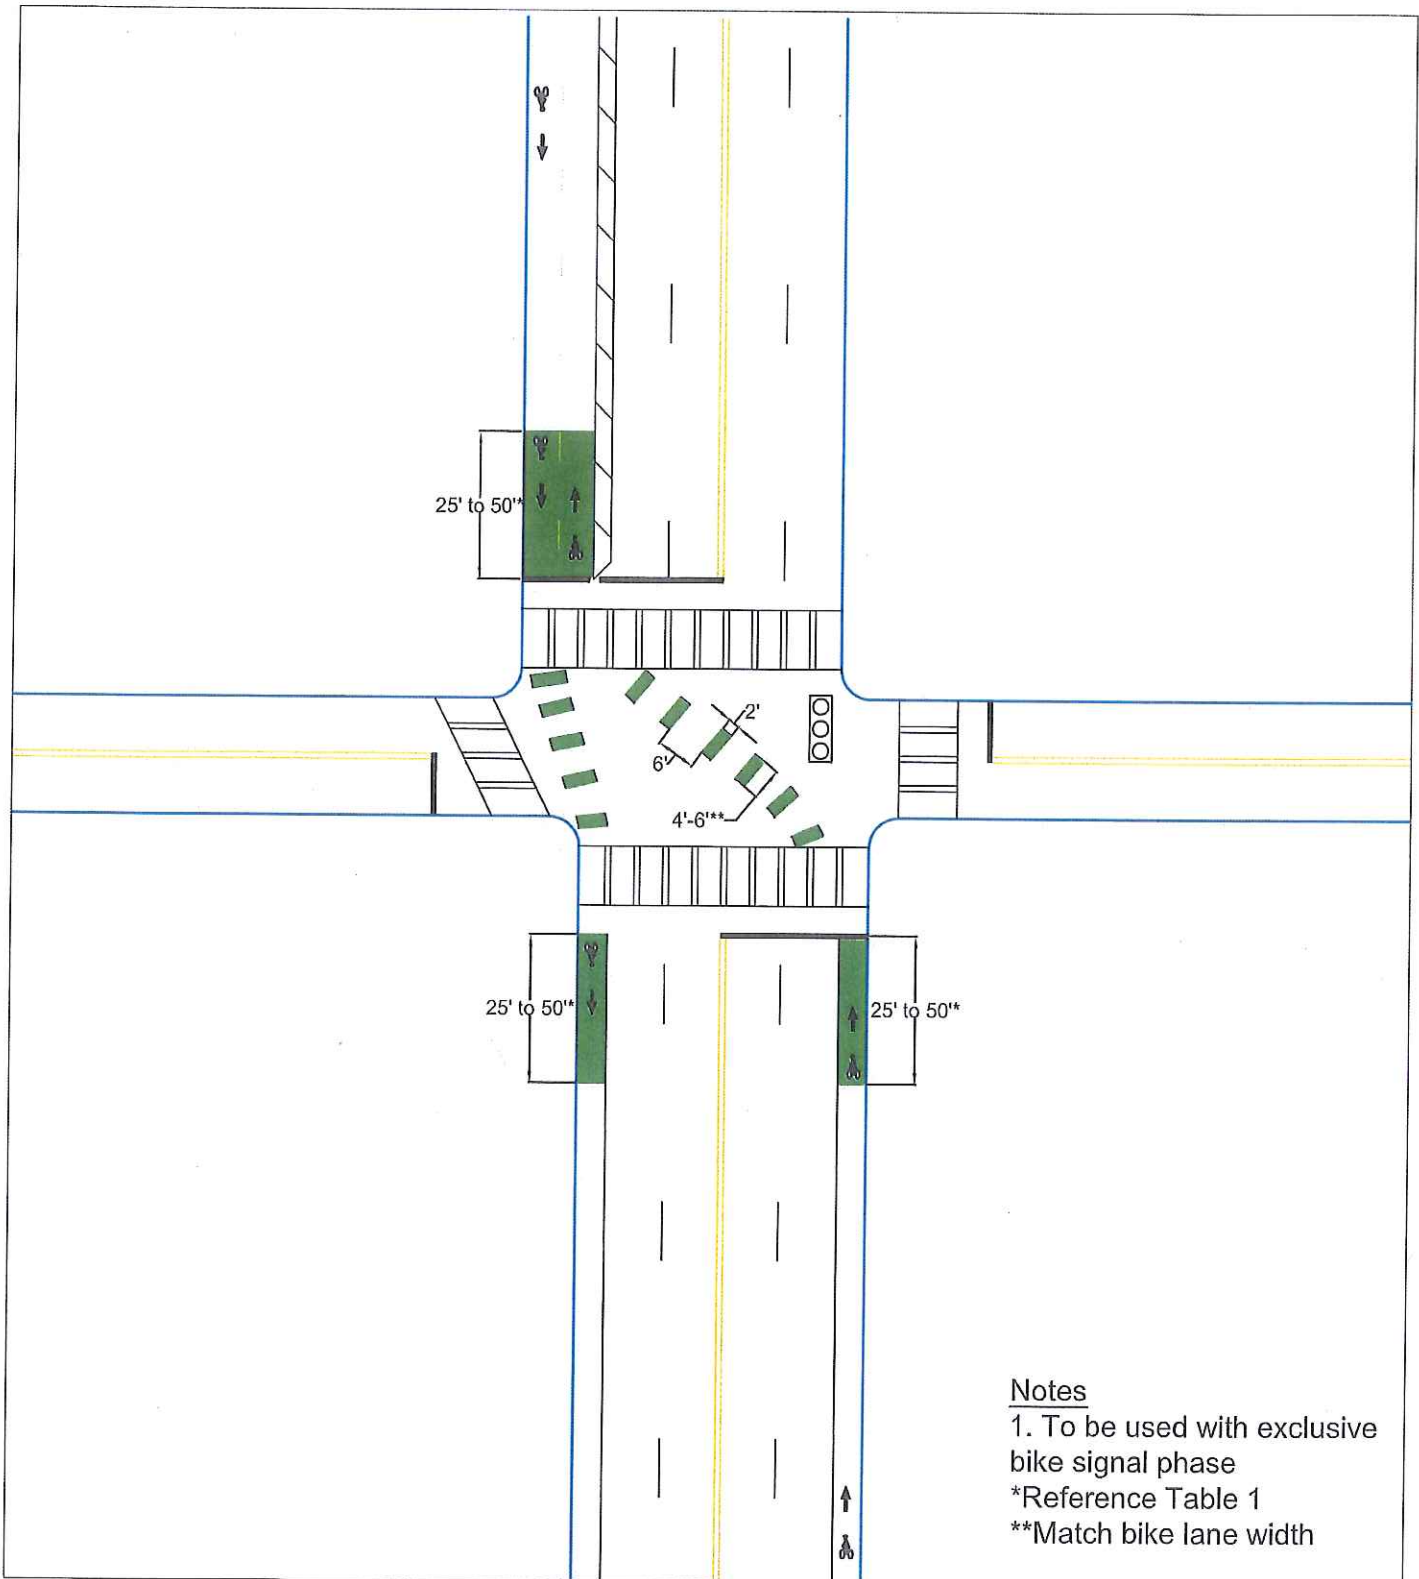 25' to 50'*
2'
6'
4'-6'**
25' to 50'*
25' to 50'*
Notes
1. To be used with exclusive
bike signal phase
*Reference Table 1
**Match bike lane width